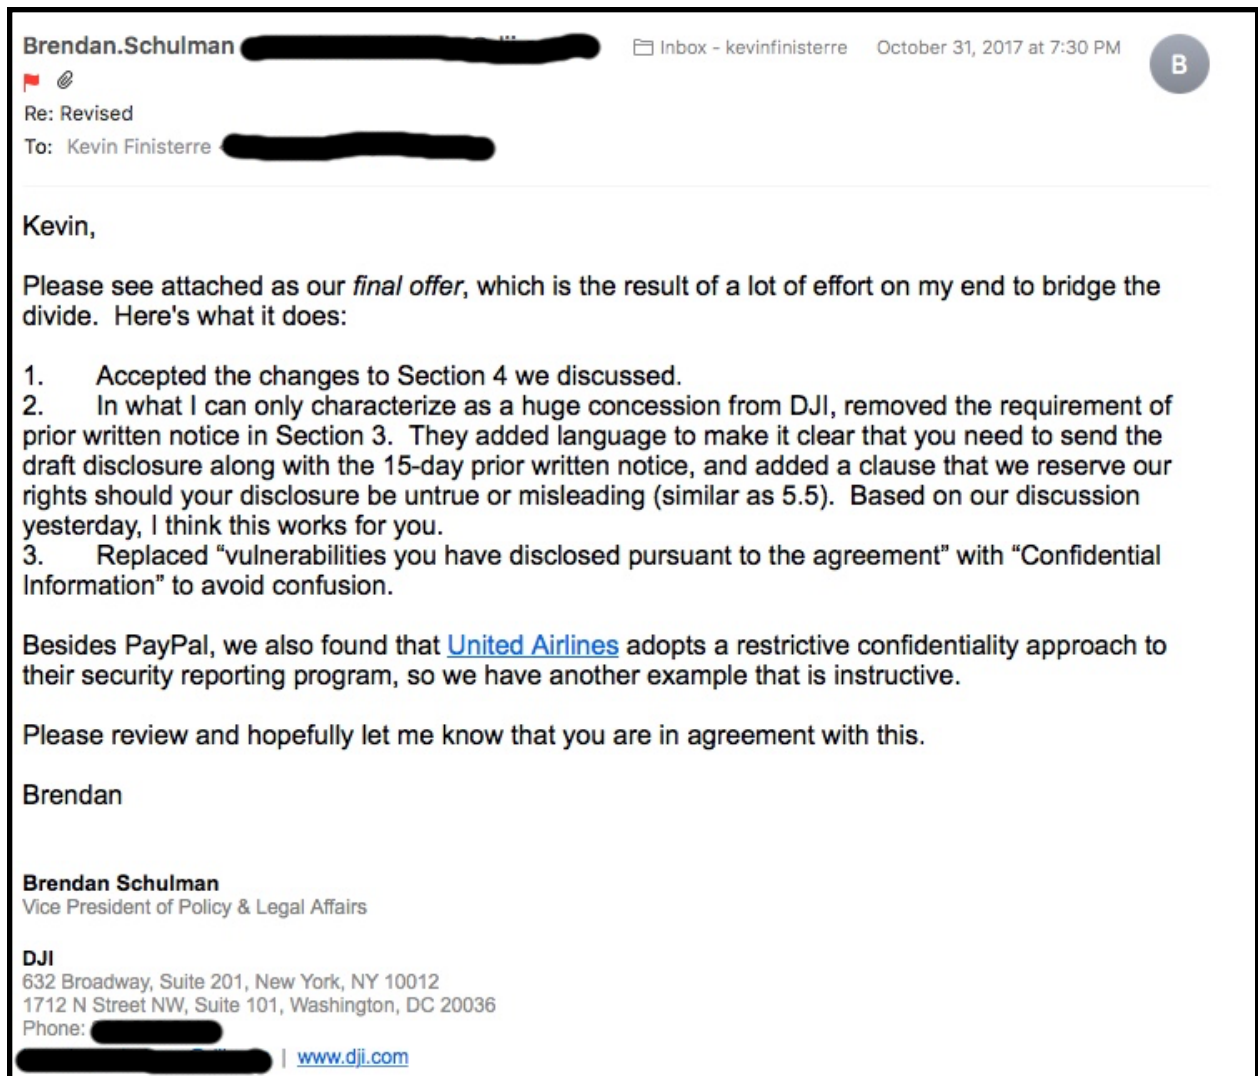 Brendan.Schulman
Inbox - kevinfinisterre October 31, 2017 at 7:30 PM
B
Re: Revised
To: Kevin Finisterre
Kevin,
Please see attached as our final offer, which is the result of a lot of effort on my end to bridge the
divide. Here's what it does:
1. Accepted the changes to Section 4 we discussed.
2. In what I can only characterize as a huge concession from DJI, removed the requirement of
prior written notice in Section 3. They added language to make it clear that you need to send the
draft disclosure along with the 15-day prior written notice, and added a clause that we reserve our
rights should your disclosure be untrue or misleading (similar as 5.5). Based on our discussion
yesterday, I think this works for you.
3. Replaced “vulnerabilities you have disclosed pursuant to the agreement” with “Confidential
Information” to avoid confusion.
Besides PayPal, we also found that United Airlines adopts a restrictive confidentiality approach to
their security reporting program, so we have another example that is instructive.
Please review and hopefully let me know that you are in agreement with this.
Brendan
Brendan Schulman
Vice President of Policy & Legal Affairs
DJI
632 Broadway, Suite 201, New York, NY 10012
1712 N Street NW, Suite 101, Washington, DC 20036
Phone:
| www.dji.com